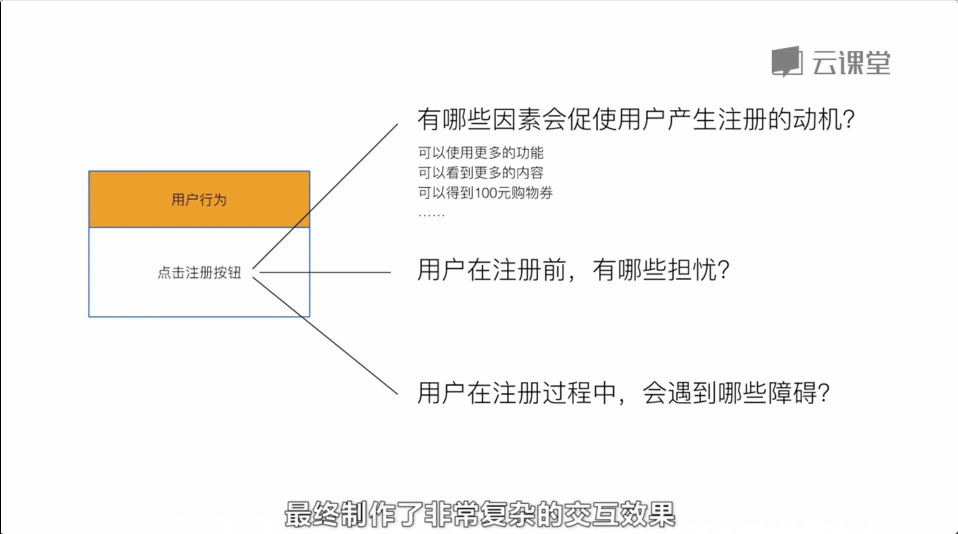 云课堂
有哪些因素会促使用户产生注册的动机?
可以使用更多的功能
可以看到更多的内容
可以得到100元购物券
……
用户行为
点击注册按钮
用户在注册前，有哪些担忧?
用户在注册过程中，会遇到哪些障碍?
最终制作了非常复杂的交互效果